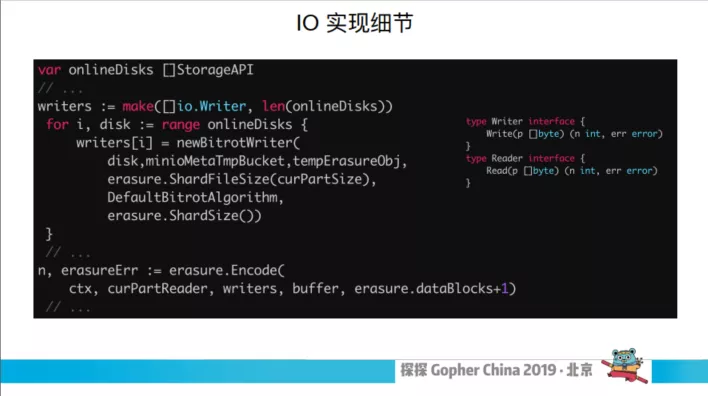 IO 实现细节
var onlineDisks []StorageAPI
// ...
writers := make([]io.Writer, len(onlineDisks))
for i, disk := range onlineDisks {
writers[i] = newBitrotWriter(
disk,minioMetaTmpBucket,tempErasureObj,
erasure.ShardFileSize(curPartSize),
DefaultBitrotAlgorithm,
erasure.ShardSize())
}
// ...
n, erasureErr := erasure.Encode(
ctx, curPartReader, writers, buffer, erasure.dataBlocks+1)
// ...
type Writer interface {
Write(p []byte) (n int, err error)
}
type Reader interface {
Read(p []byte) (n int, err error)
}
探探 Gopher China 2019 · 北京